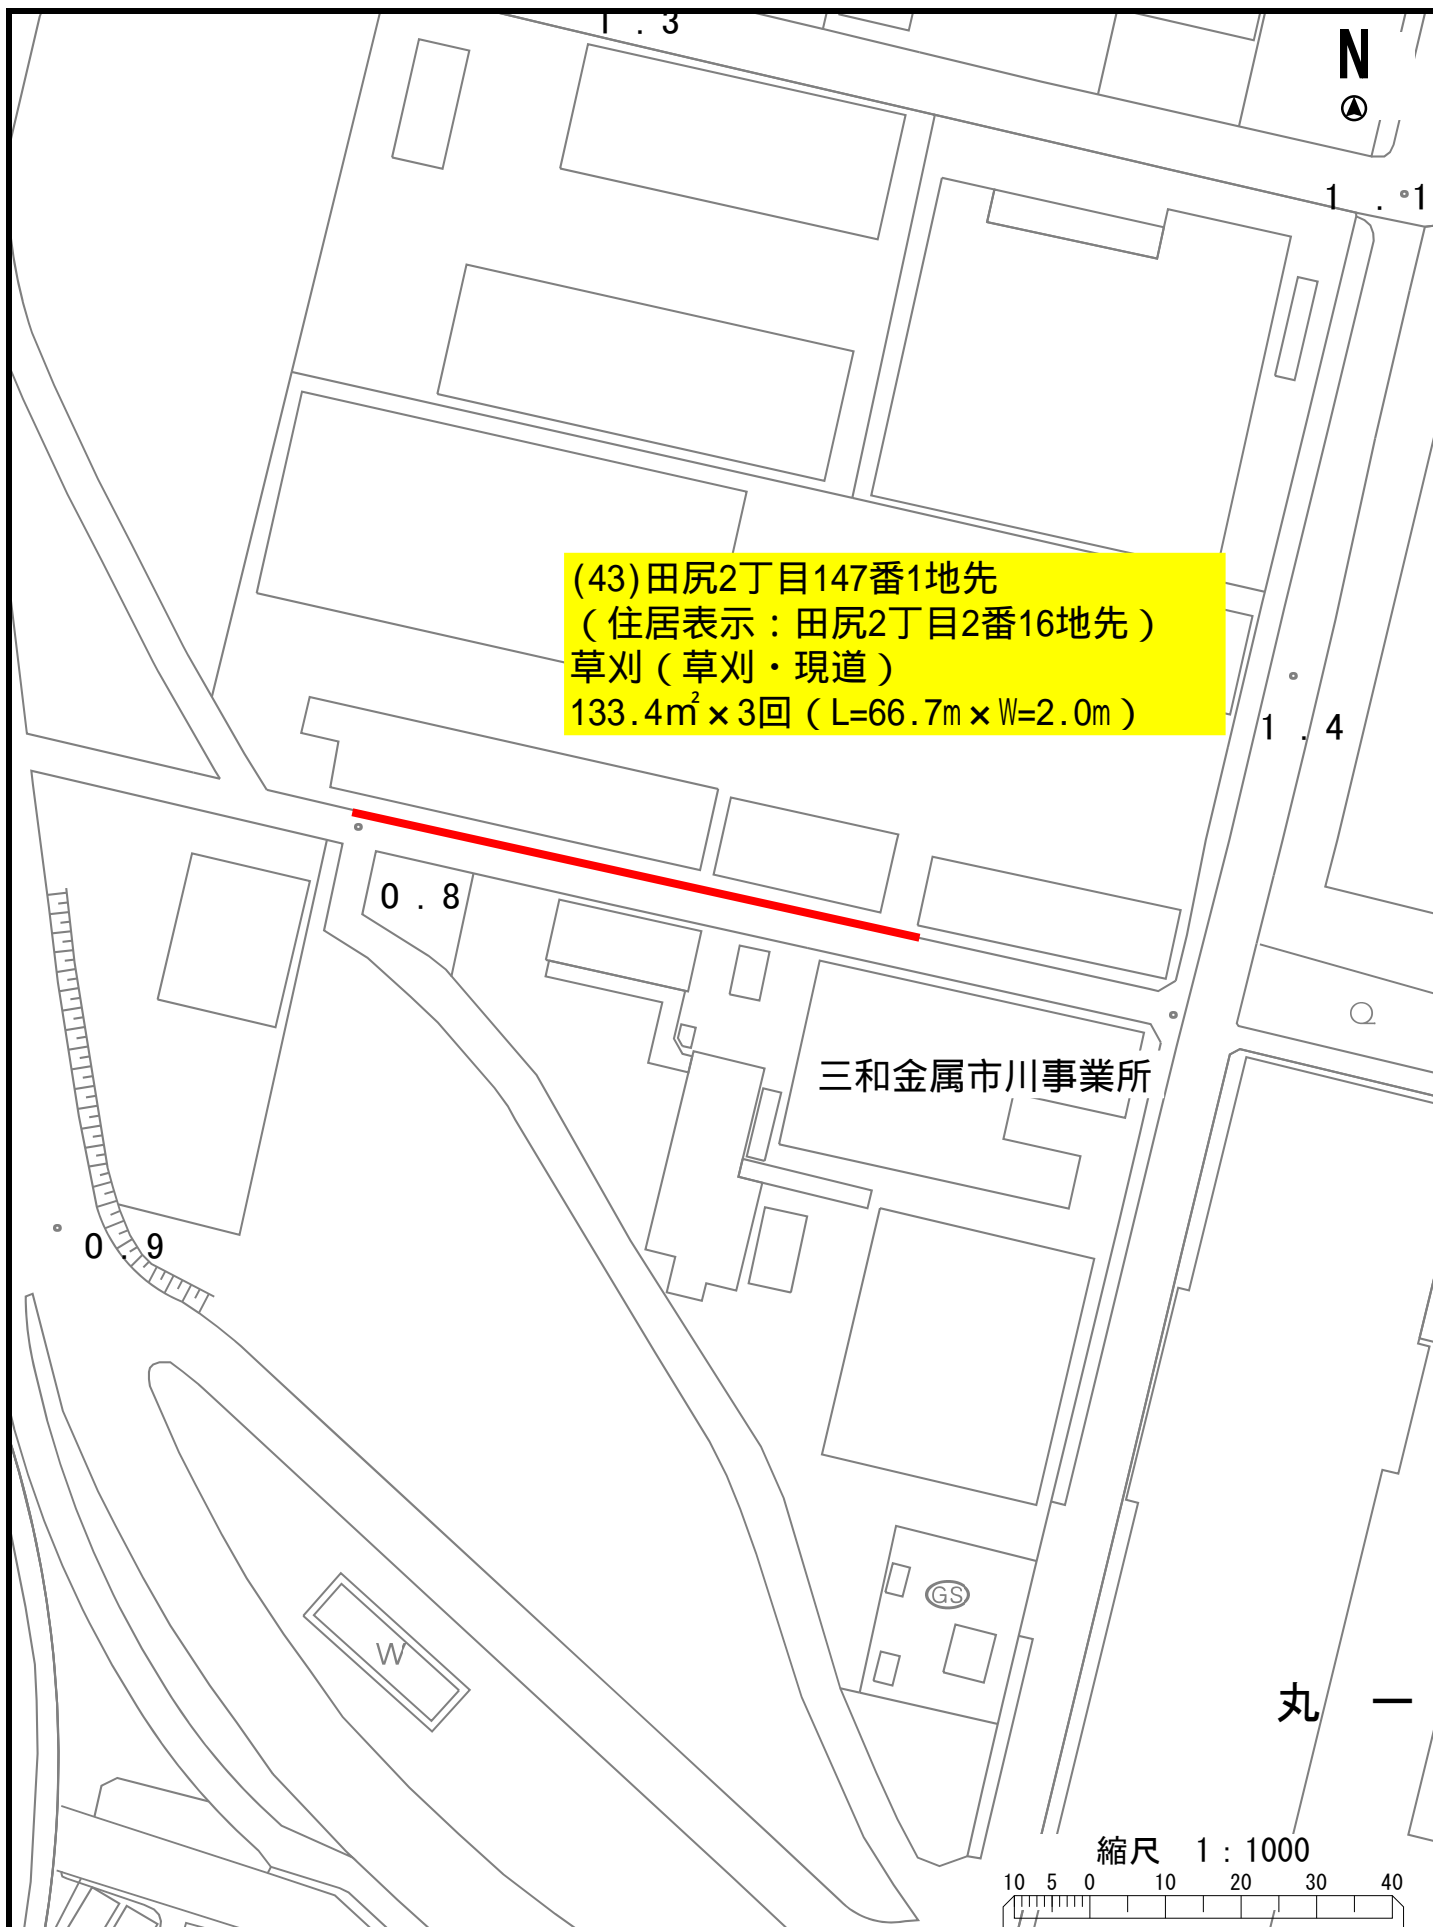 1.3
N
1.1
(43)田尻2丁目147番1地先
(住居表示:田尻2丁目2番16地先)
草刈(草刈・現道)
133.4㎡×3回(L=66.7m×W=2.0m)
1.4
0.8
三和金属市川事業所
0.9
GS
W
丸 一
縮尺 1:1000
10 5 0 10 20 30 40